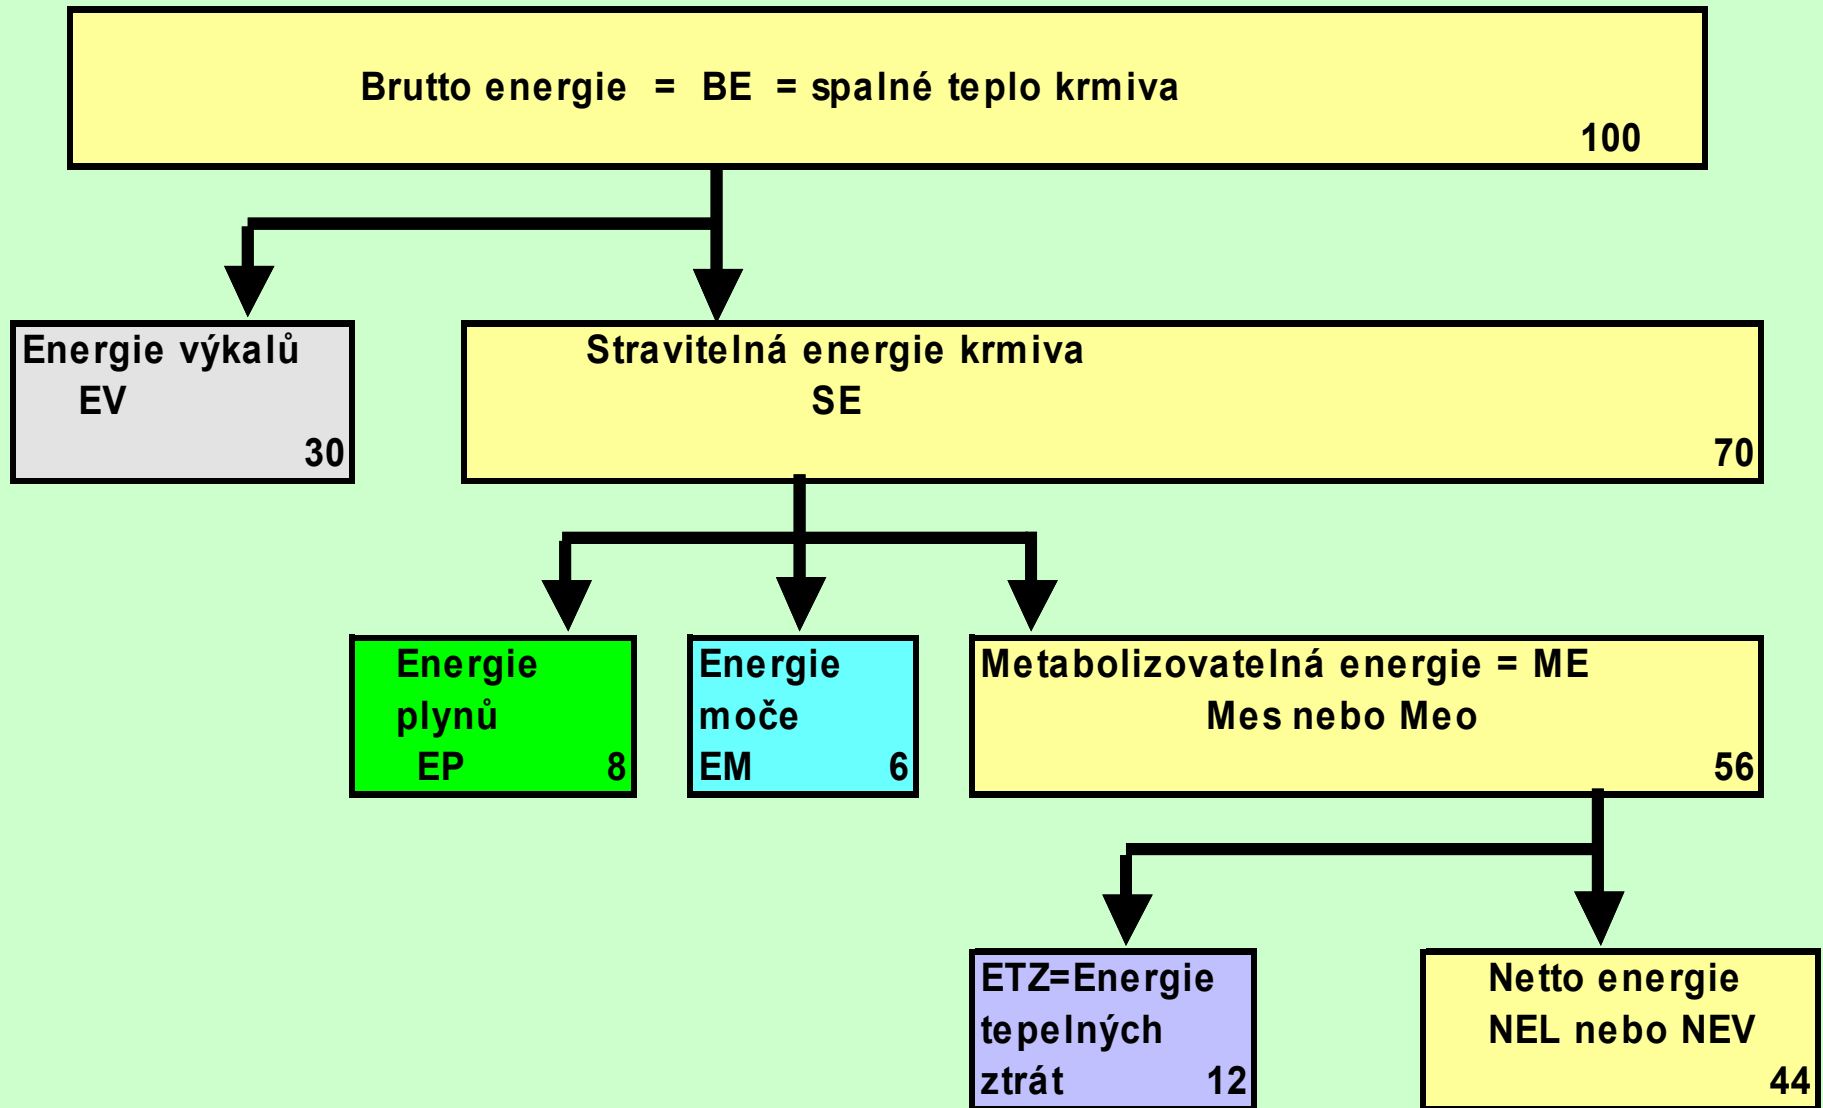 Brutto energie = BE = spalné teplo krmiva
100
Energie výkalů
EV
30
Stravitelná energie krmiva
SE
70
Energie
plynů
EP 8
Energie
moče
EM 6
Metabolizovatelná energie = ME
Mes nebo Meo
56
ETZ=Energie
tepelných
ztrát 12
Netto energie
NEL nebo NEV
44